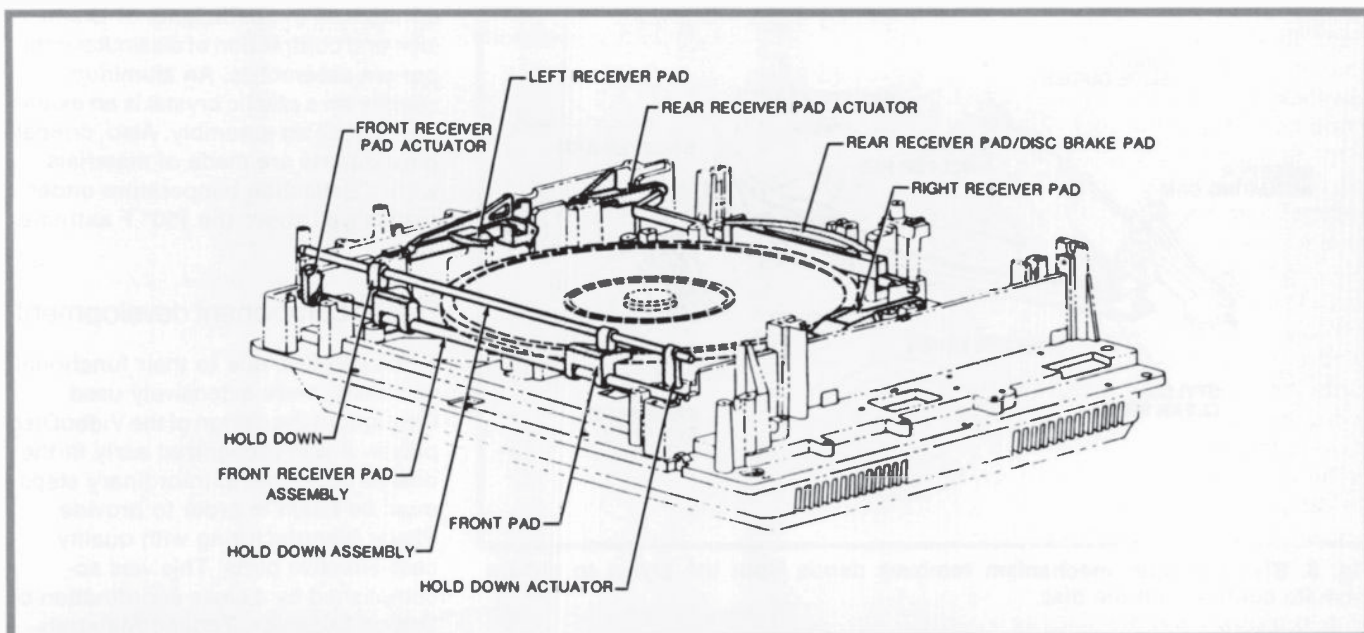 LEFT RECEIVER PAD
REAR RECEIVER PAD ACTUATOR
FRONT RECEIVER
PAD ACTUATOR
REAR RECEIVER PAD/DISC BRAKE PAD
RIGHT RECEIVER PAD
HOLD DOWN
FRONT RECEIVER PAD
ASSEMBLY
FRONT PAD
HOLD DOWN ASSEMBLY
HOLD DOWN ACTUATOR